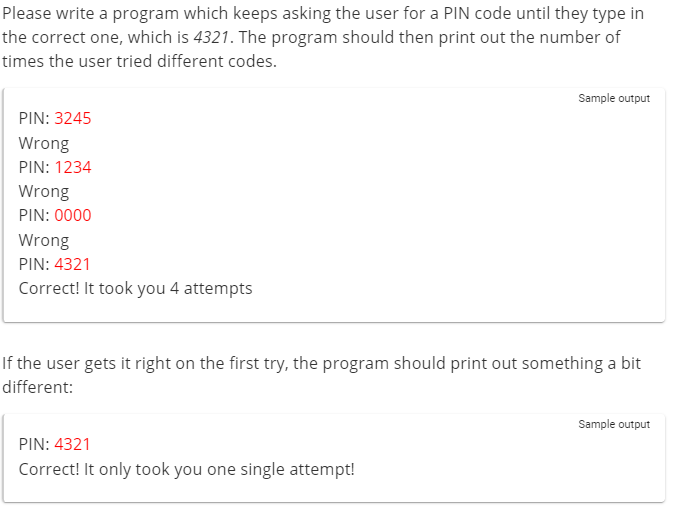 Please write a program which keeps asking the user for a PIN code until they type in
the correct one, which is 4321. The program should then print out the number of
times the user tried different codes.
Sample output
PIN: 3245
Wrong
PIN: 1234
Wrong
PIN: 0000
Wrong
PIN: 4321
Correct! It took you 4 attempts
If the user gets it right on the first try, the program should print out something a bit
different:
Sample output
PIN: 4321
Correct! It only took you one single attempt!